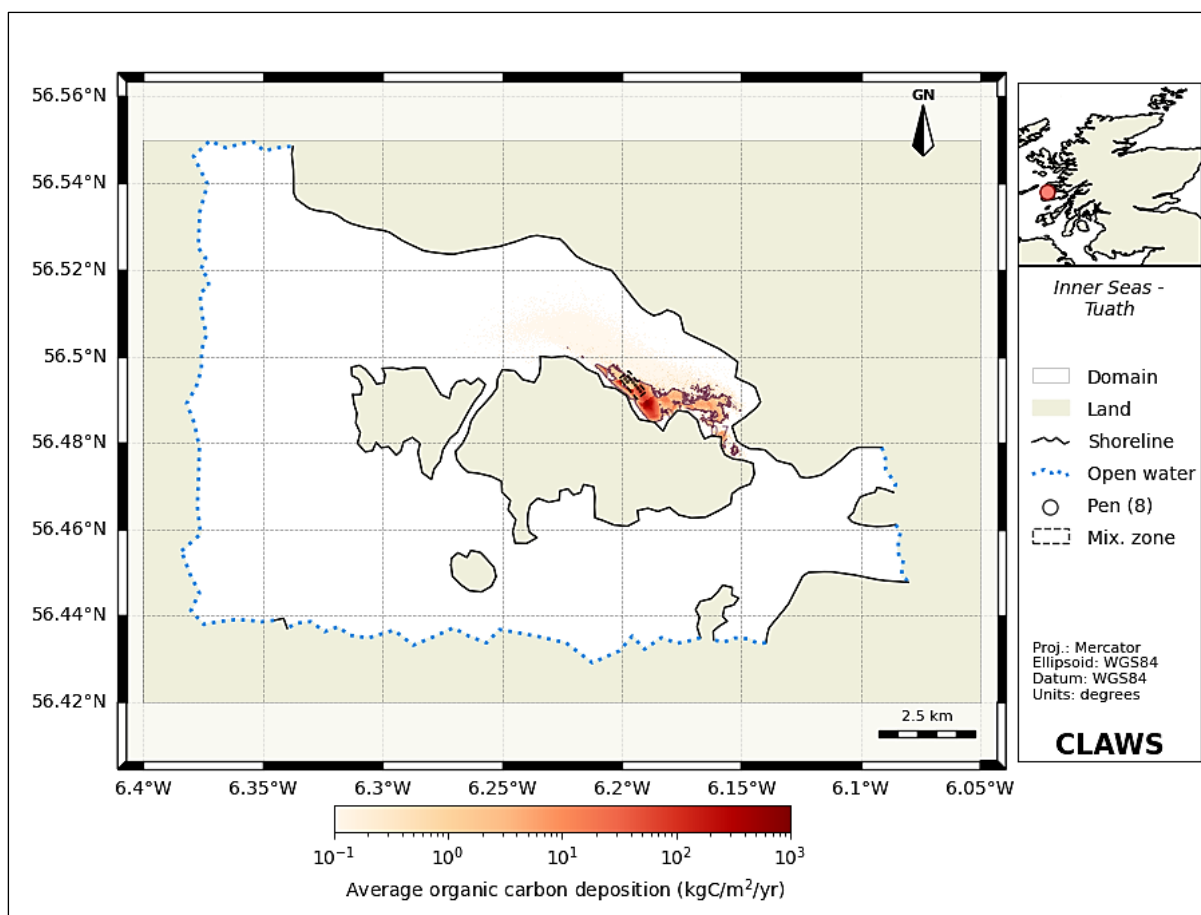 56.56°N
56.54°N
56.52°N
56.5°N
56.48°N
56.46°N
56.44°N
56.42°N
GN
2.5 km
6.4°W
6.35°W
6.3°W
6.25°W
6.2°W
6.15°W
6.1°W
6.05°W
Inner Seas -
Tuath
Domain
Land
Shoreline
Open water
Pen (8)
Mix. zone
Proj.: Mercator
Ellipsoid: WGS84
Datum: WGS84
Units: degrees
CLAWS
10⁻¹ 10⁰ 10¹ 10² 10³
Average organic carbon deposition (kgC/m²/yr)